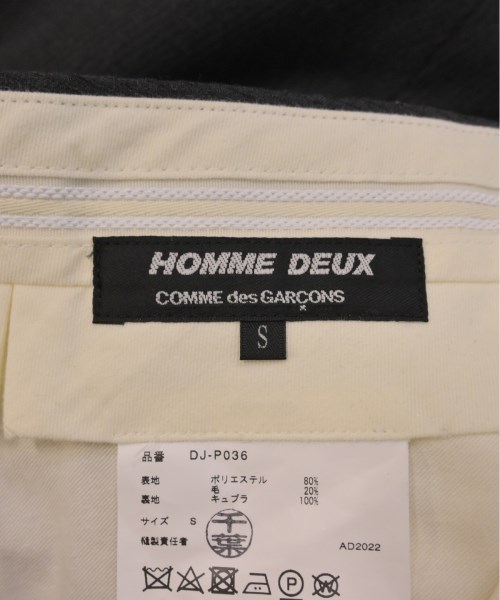 HOMME DEUX
COMME des GARÇONS
S
品番 DJ-P036
表地 ポリエステル 80%
毛 20%
裏地 キュプラ 100%
サイズ S
千葉
縫製責任者
AD2022
P
W